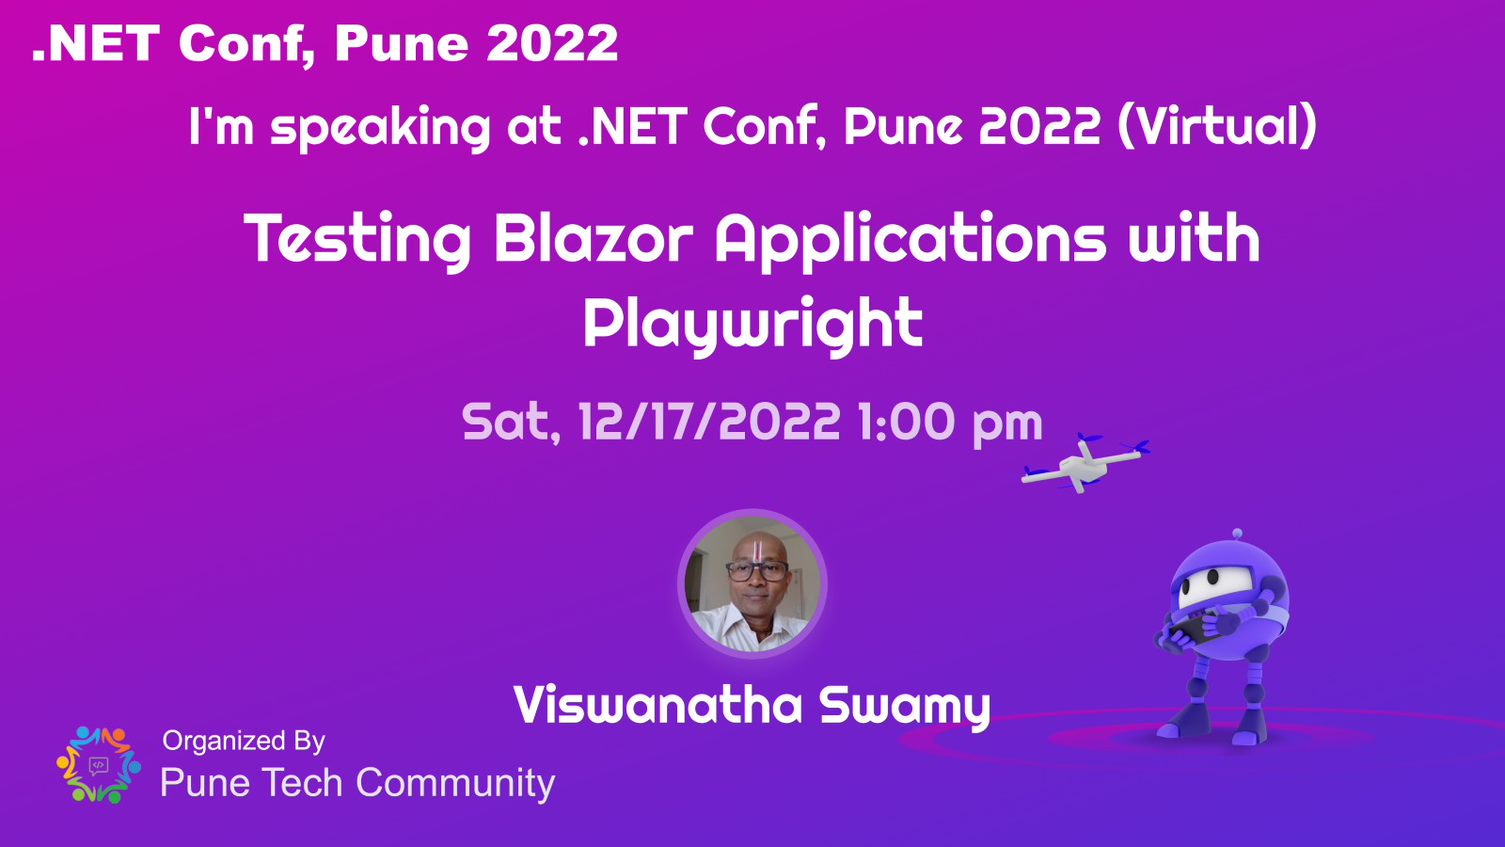 .NET Conf, Pune 2022
I'm speaking at .NET Conf, Pune 2022 (Virtual)
Testing Blazor Applications with
Playwright
Sat, 12/17/2022 1:00 pm
Viswanatha Swamy
Organized By
Pune Tech Community